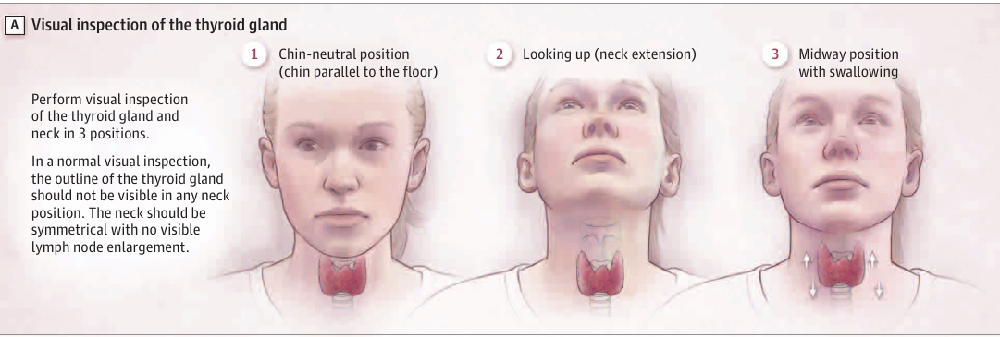 A Visual inspection of the thyroid gland
1 Chin-neutral position
(chin parallel to the floor)
2 Looking up (neck extension)
3 Midway position
with swallowing
Perform visual inspection
of the thyroid gland and
neck in 3 positions.
In a normal visual inspection,
the outline of the thyroid gland
should not be visible in any neck
position. The neck should be
symmetrical with no visible
lymph node enlargement.